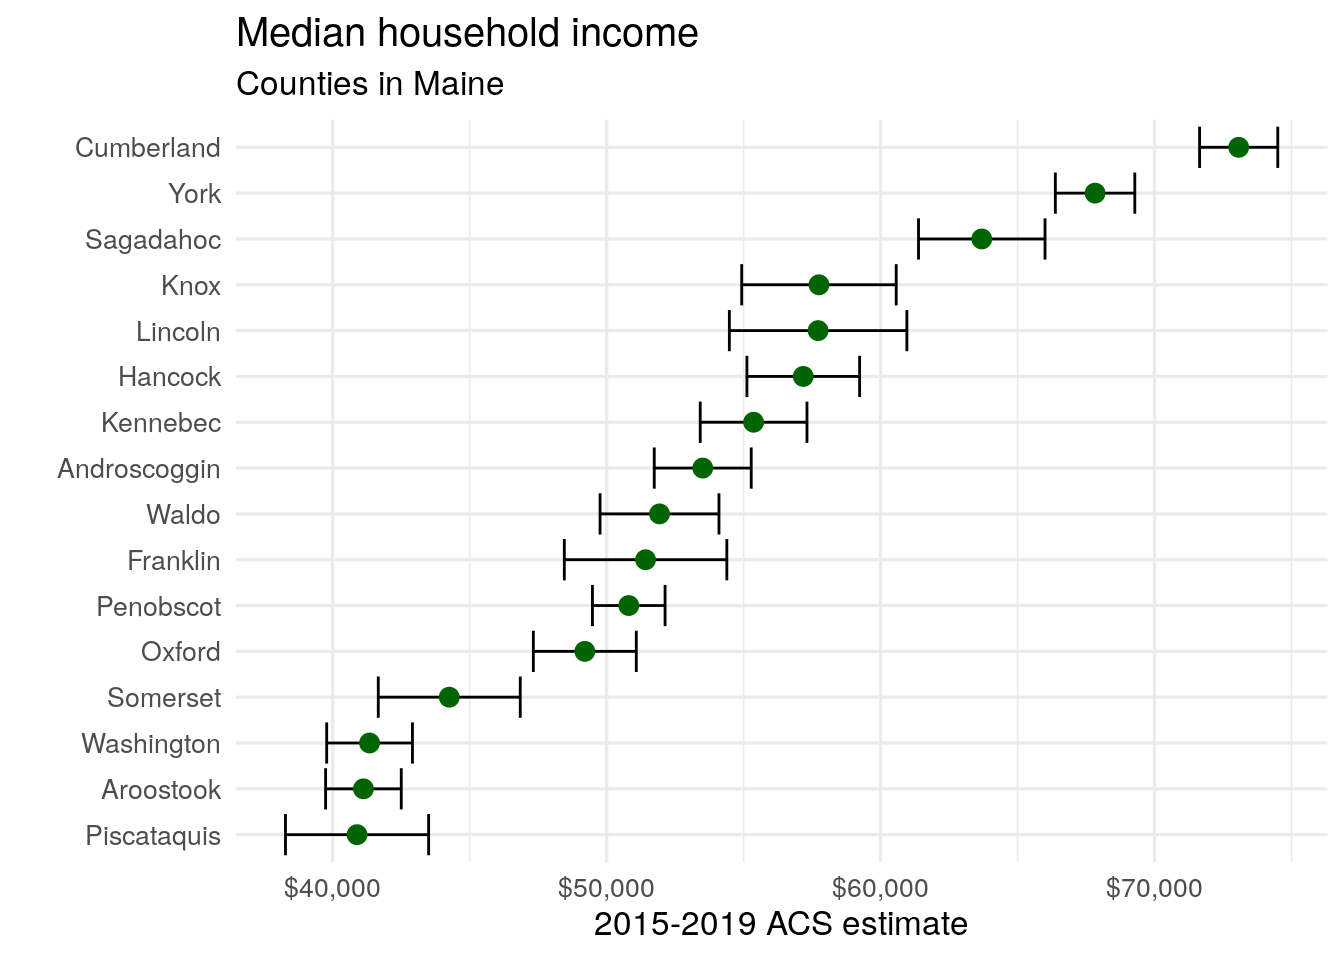 Median household income
Counties in Maine
Cumberland
York
Sagadahoc
Knox
Lincoln
Hancock
Kennebec
Androscoggin
Waldo
Franklin
Penobscot
Oxford
Somerset
Washington
Aroostook
Piscataquis
$40,000 $50,000 $60,000 $70,000
2015-2019 ACS estimate